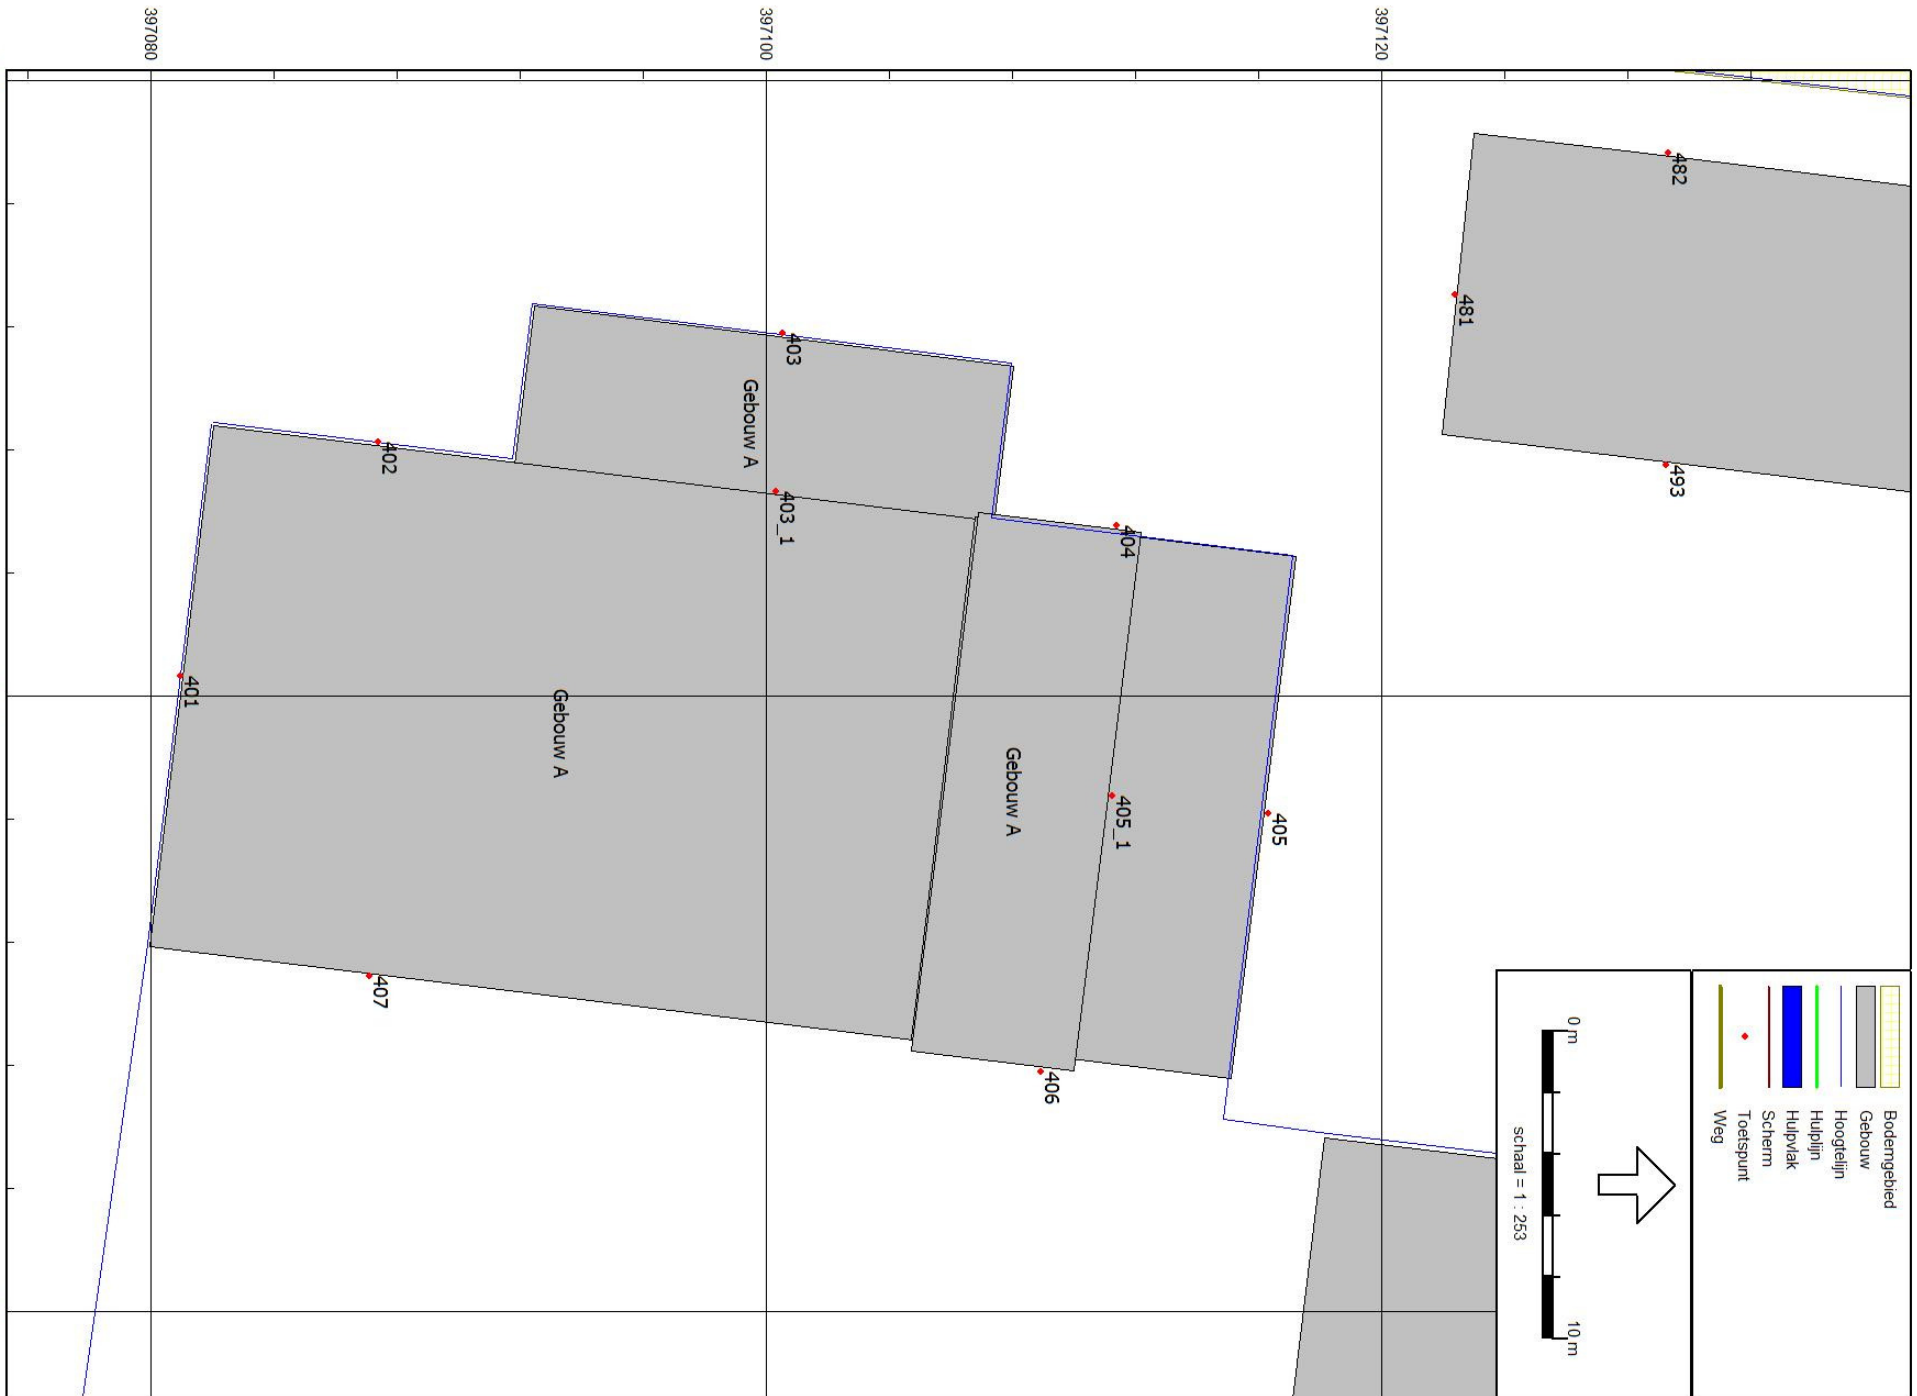 397080
397100
397120
482
481
493
403
Gebouw A
402
403_1
404
401
Gebouw A
Gebouw A
405_1
405
407
406
Bodemgebied
Gebouw
Hoogtelijn
Hulplijn
Hulpvlak
Scherm
Toetspunt
Weg
0 m
10 m
schaal = 1 : 253